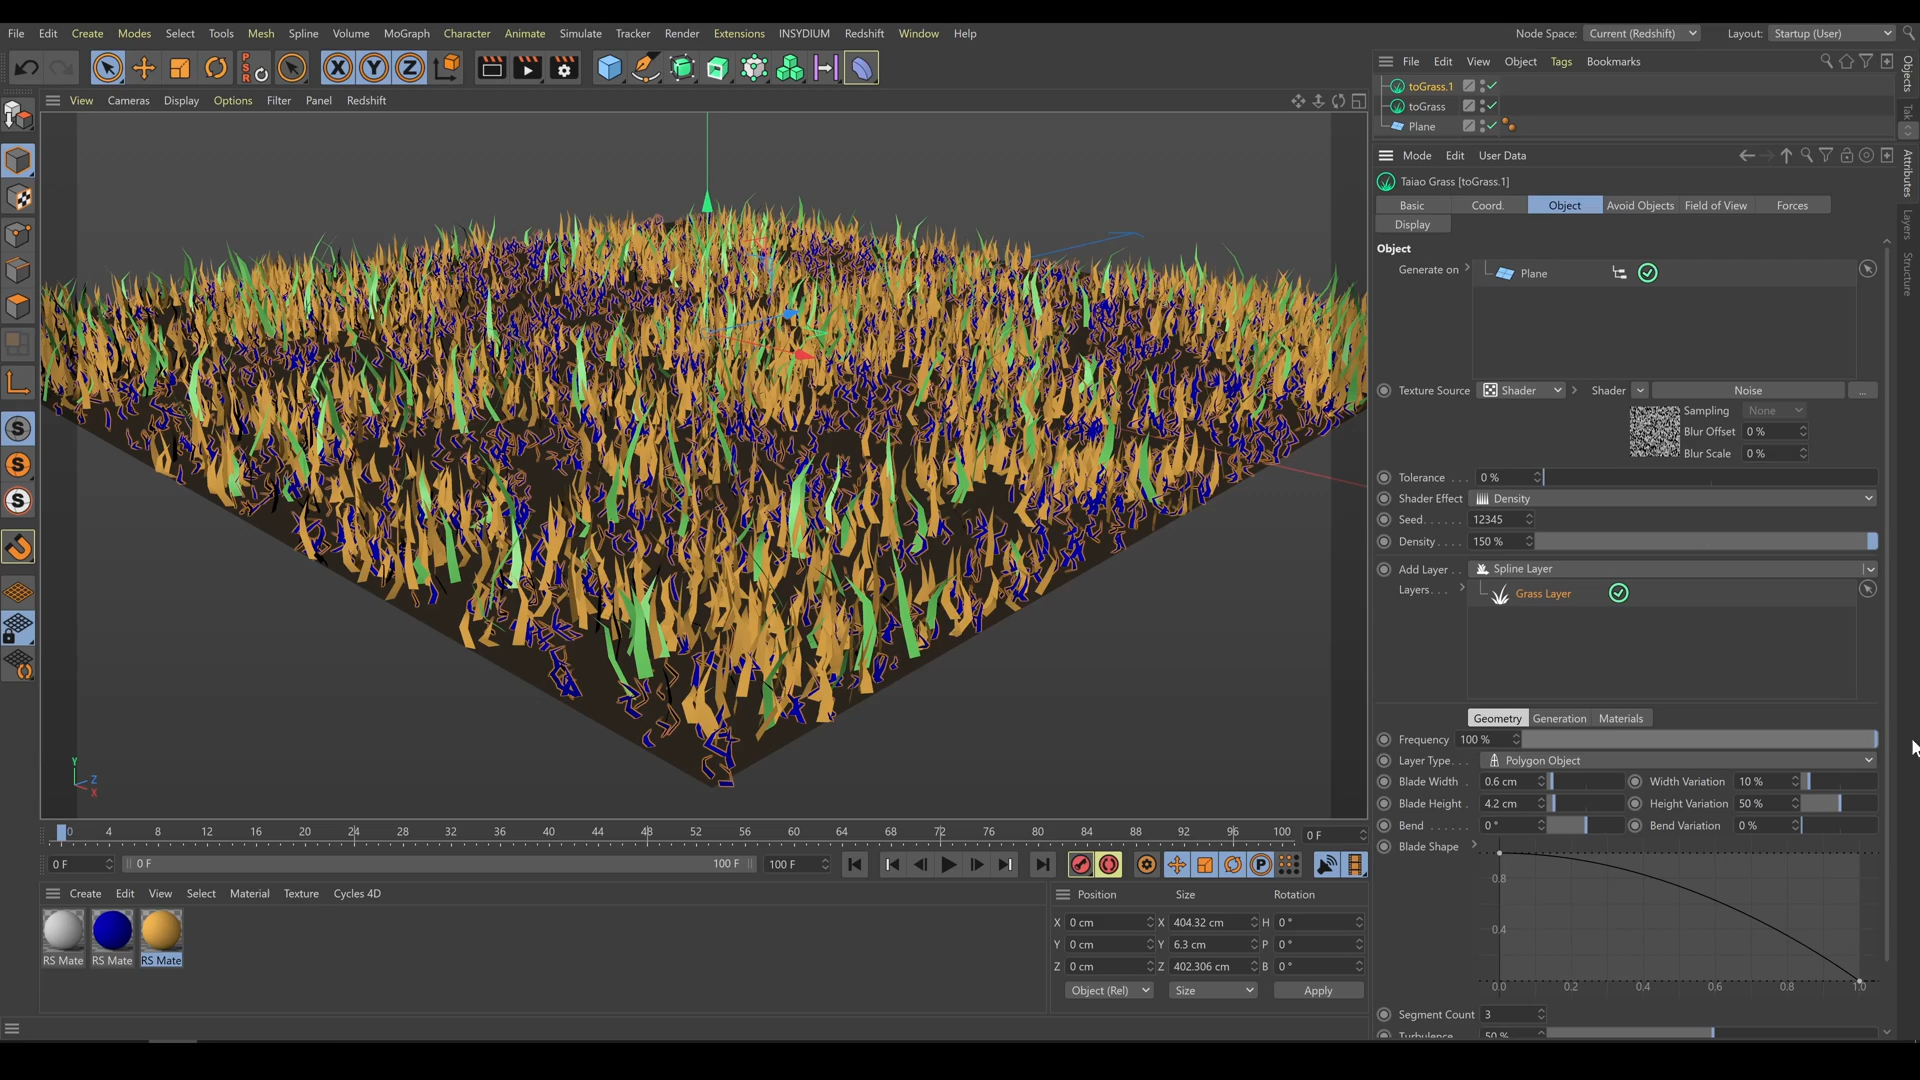 File Edit Create Modes Select Tools Mesh Spline Volume MoGraph Character Animate Simulate Tracker Render Extensions INSYDIUM Redshift Window Help Node Space: Current (Redshift) Layout: Startup (User)
PSR X Y Z
File Edit View Object Tags Bookmarks
toGrass.1
toGrass
Plane
View Cameras Display Options Filter Panel Redshift
Mode Edit User Data
Taiao Grass [toGrass.1]
Basic Coord. Object Avoid Objects Field of View Forces
Display
Object
Generate on Plane
Texture Source Shader Shader Noise ...
Sampling None
Blur Offset 0 %
Blur Scale 0 %
Tolerance . . . 0 %
Shader Effect Density
Seed. . . . . . 12345
Density. . . . 150 %
Add Layer . . Spline Layer
Layers. . . Grass Layer
Geometry Generation Materials
Frequency 100 %
Layer Type. . . Polygon Object
Blade Width . 0.6 cm Width Variation 10 %
Blade Height . 4.2 cm Height Variation 50 %
Bend . . . . . . 0 ° Bend Variation 0 %
Blade Shape
0.8
0.4
0.0 0.2 0.4 0.6 0.8 1.0
Segment Count 3
Turbulence 50 %
Objects
Tak
Attributes
Layers
Structure
S
S
S
Y
Z
X
0 4 8 12 16 20 24 28 32 36 40 44 48 52 56 60 64 68 72 76 80 84 88 92 96 100 0 F
0 F 0 F 100 F 100 F P
Create Edit View Select Material Texture Cycles 4D
RS Mate RS Mate RS Mate
Position Size Rotation
X 0 cm X 404.32 cm H 0 °
Y 0 cm Y 6.3 cm P 0 °
Z 0 cm Z 402.306 cm B 0 °
Object (Rel) Size Apply